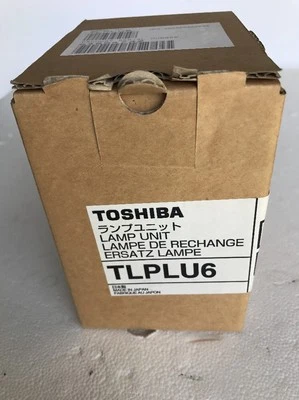 TOSHIBA
ランプユニット
LAMP UNIT
LAMPE DE RECHANGE
ERSATZ LAMPE
TLPLU6
日本製
MADE IN JAPAN
FABRIQUE AU JAPON